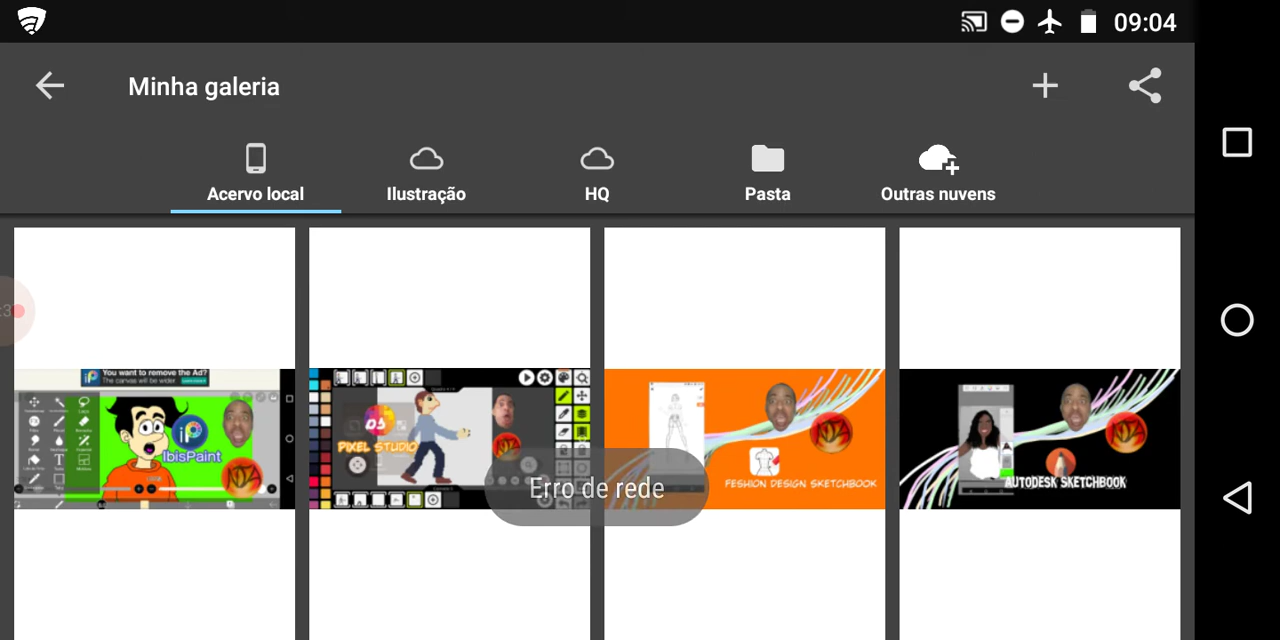 09:04
Minha galeria
Acervo local
Ilustração
HQ
Pasta
Outras nuvens
You want to remove the Ad?
The canvas will be wider.
iP
IbisPaint
PIXEL STUDIO
Erro de rede
FESHION DESIGN SKETCHBOOK
AUTODESK SKETCHBOOK